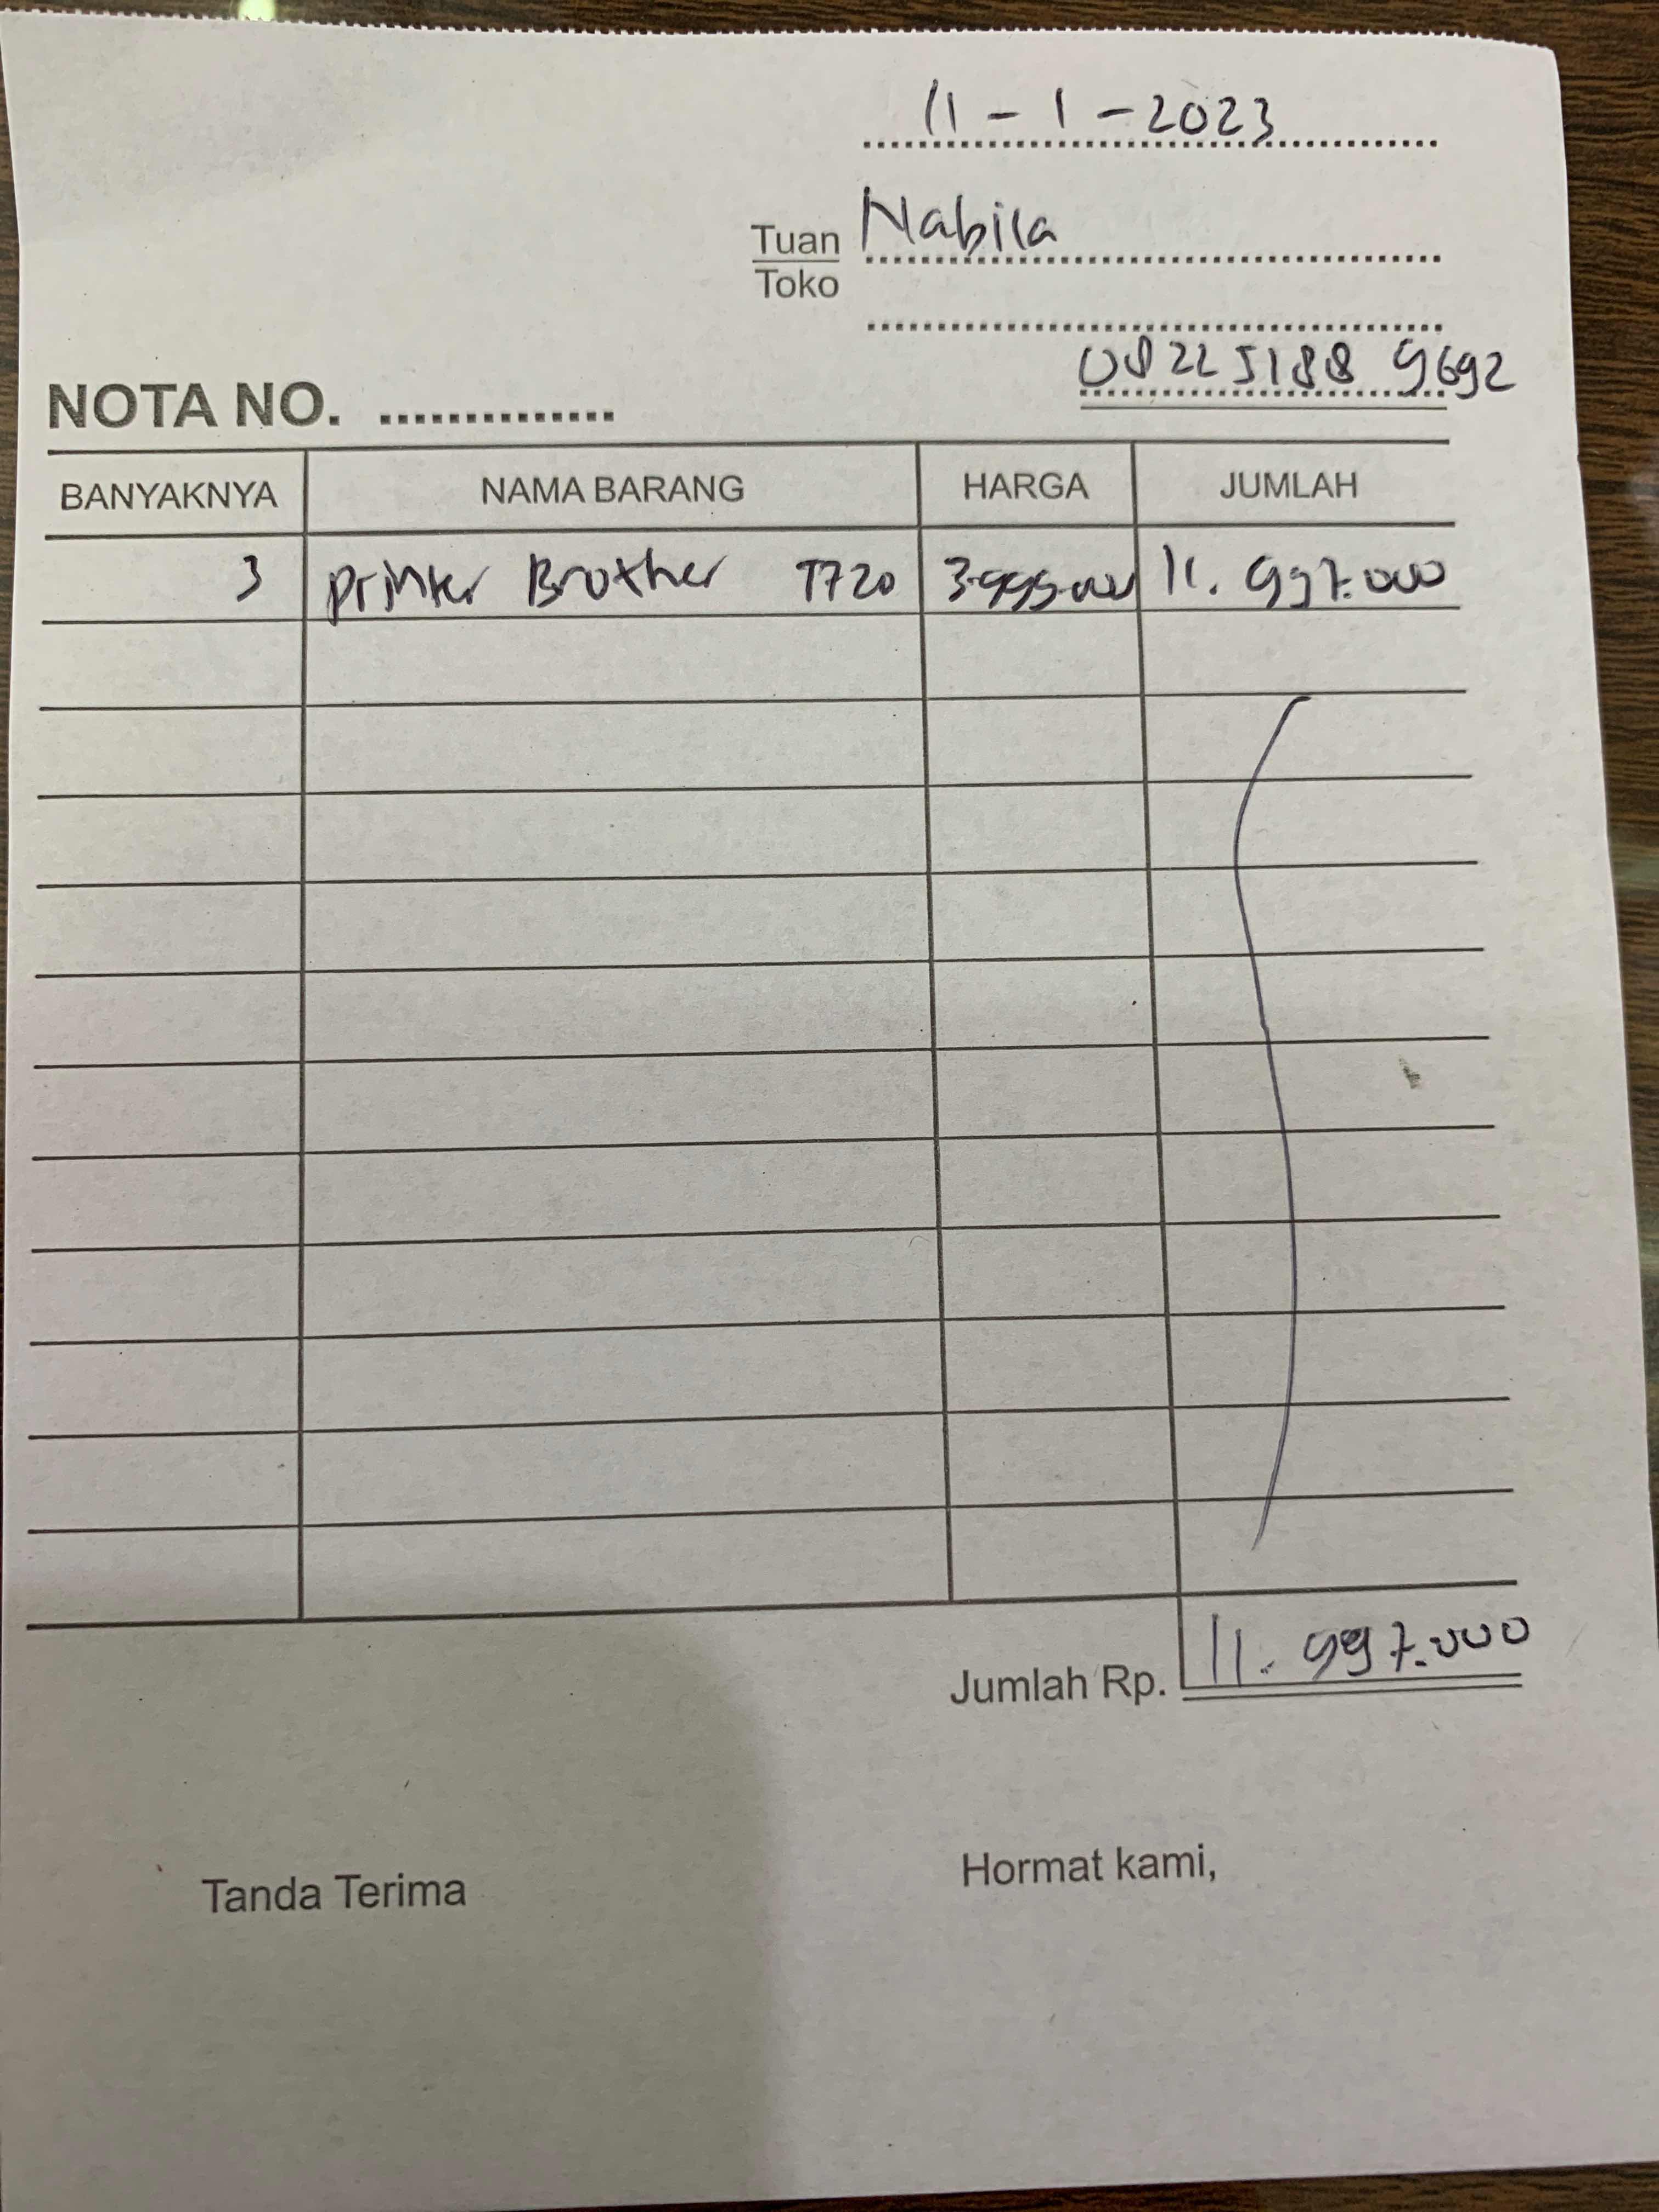 11 - 1 - 2023
Tuan Nabila
Toko
0822 5188 9692
NOTA NO. ..............
BANYAKNYA NAMA BARANG HARGA JUMLAH
3 Printer Brother T720 3.999.000 11.997.000
Jumlah Rp. 11.997.000
Tanda Terima Hormat kami,